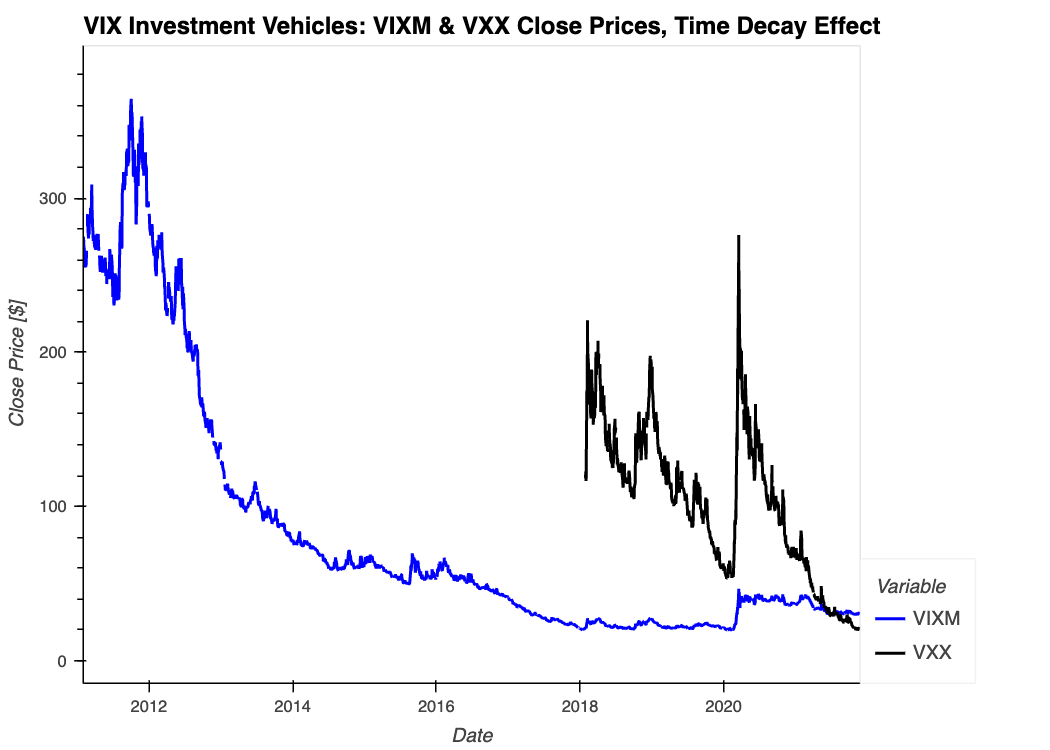 VIX Investment Vehicles: VIXM & VXX Close Prices, Time Decay Effect
Close Price [$]
300
200
100
0
2012
2014
2016
2018
2020
Date
Variable
VIXM
VXX